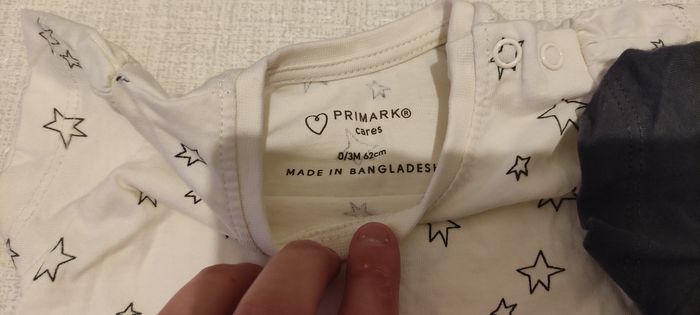 PRIMARK®
cares
0/3M 62cm
MADE IN BANGLADESH